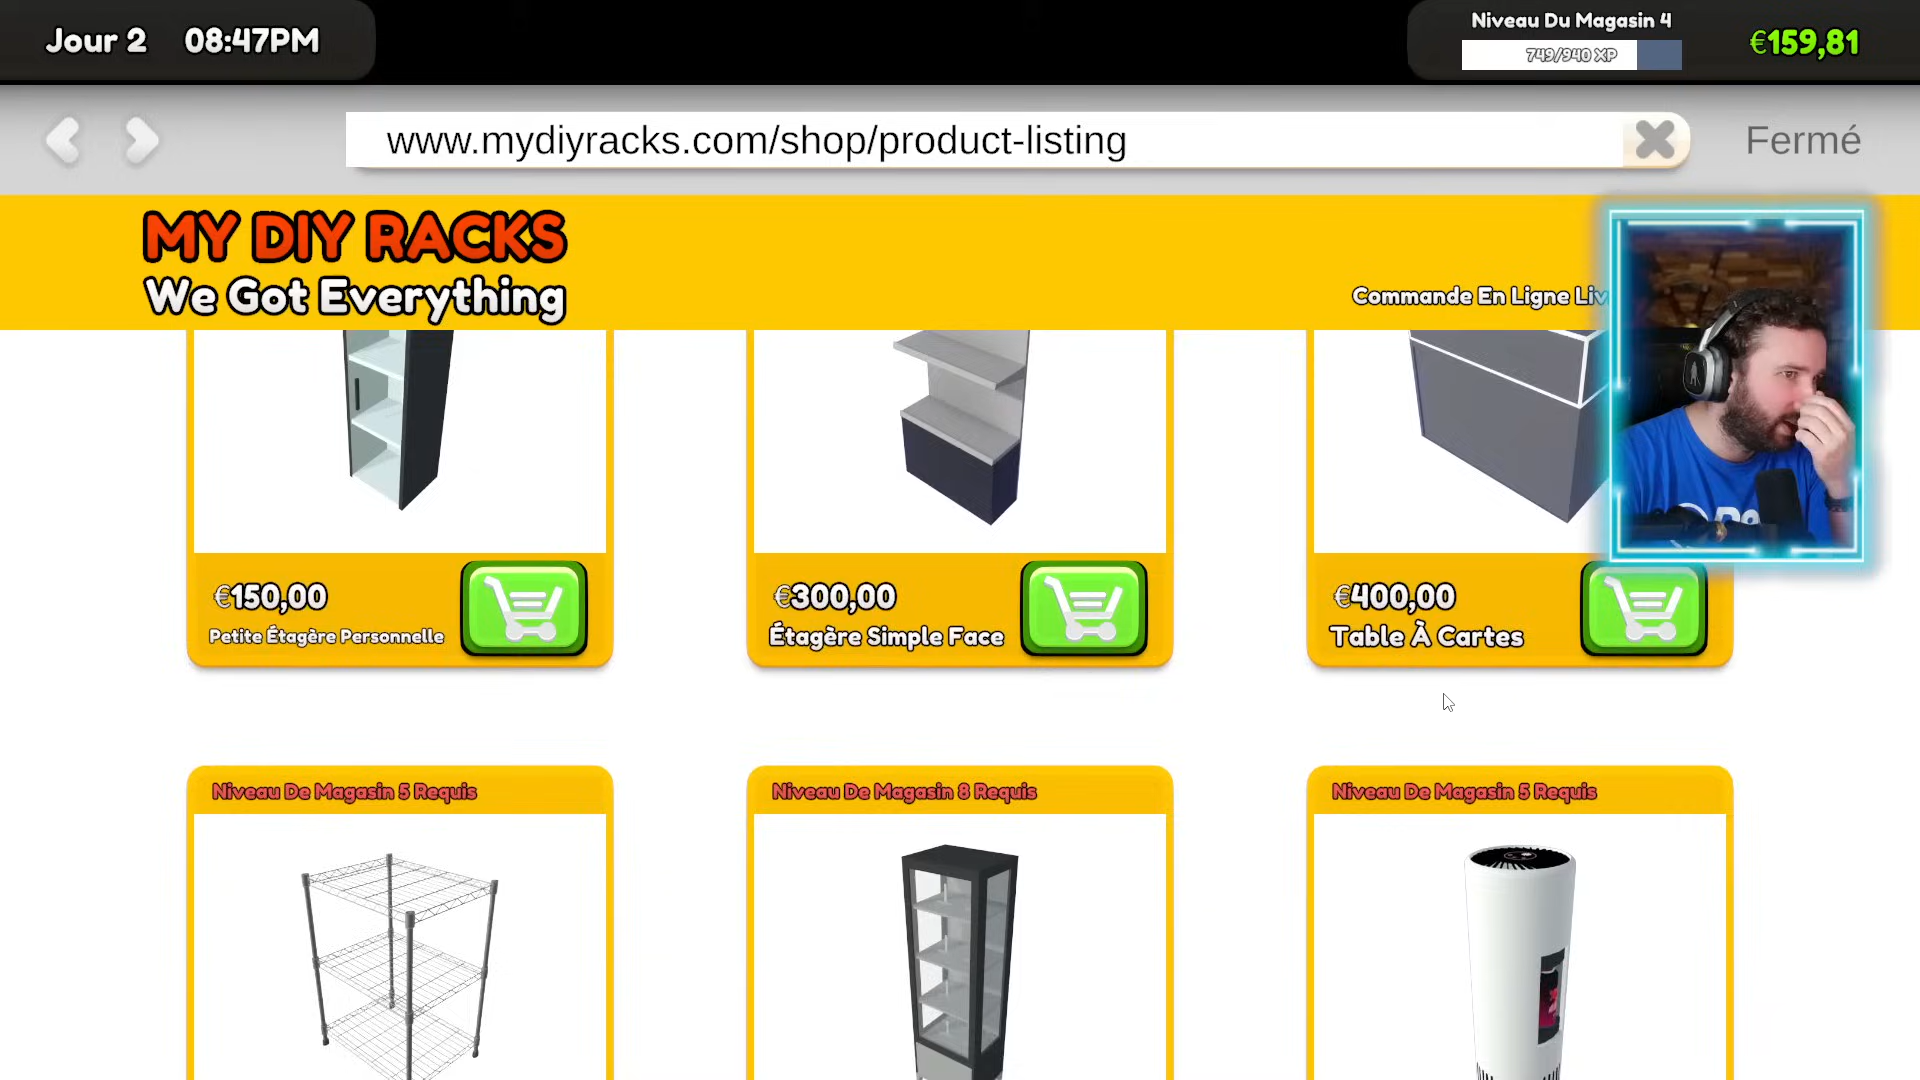 Jour 2 08:47PM
Niveau Du Magasin 4
749/940 XP
€159,81
www.mydiyracks.com/shop/product-listing
Fermé
MY DIY RACKS
We Got Everything
Commande En Ligne
€150,00
Petite Étagère Personnelle
€300,00
Étagère Simple Face
€400,00
Table À Cartes
Niveau De Magasin 5 Requis
Niveau De Magasin 8 Requis
Niveau De Magasin 5 Requis